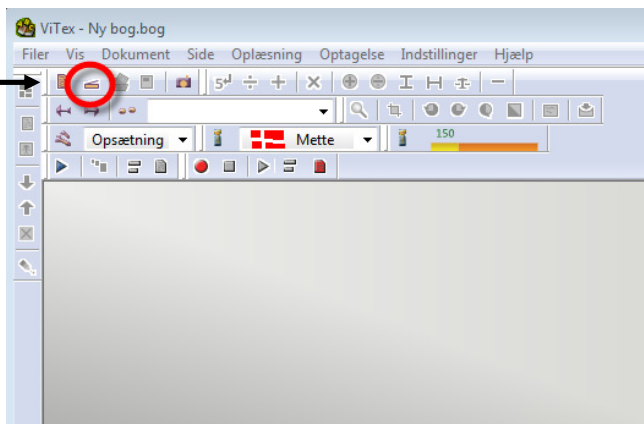 ViTex - Ny bog.bog
Filer Vis Dokument Side Oplæsning Optagelse Indstillinger Hjælp
5
Opsætning Mette 150